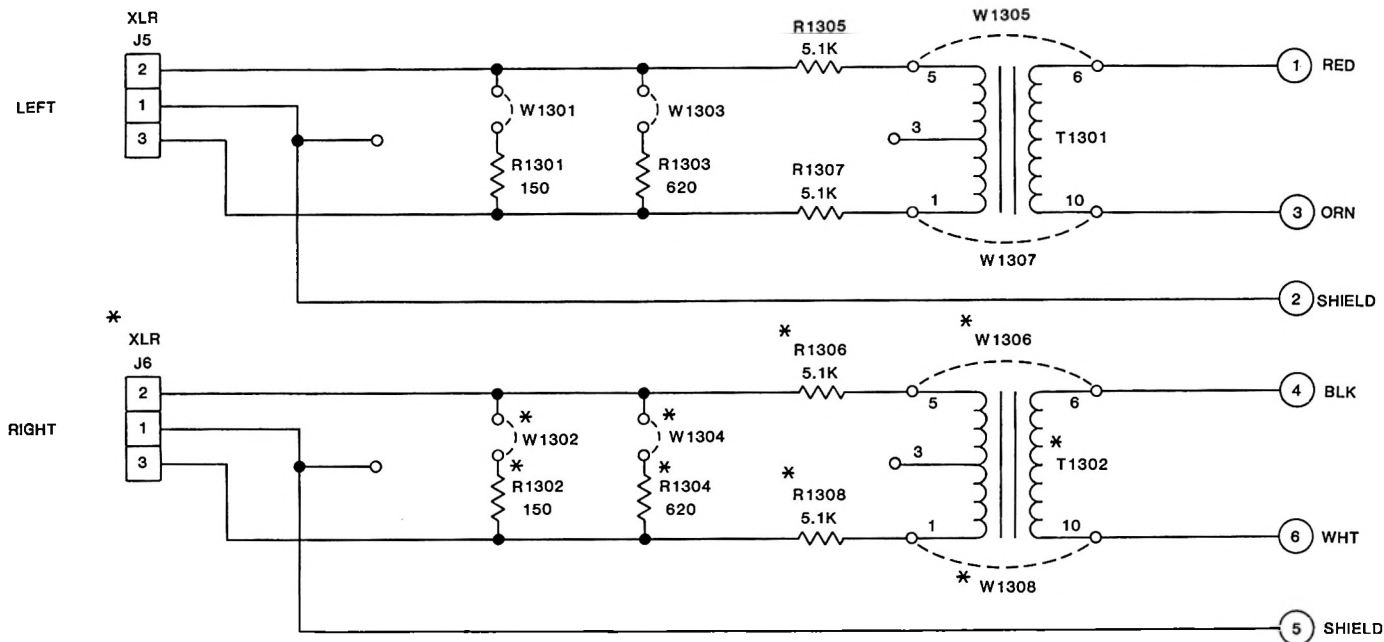 XLR
J5
2
1
3
LEFT
W1301
R1301
150
W1303
R1303
620
R1305
5.1K
R1307
5.1K
W1305
5
3
1
6
10
T1301
W1307
1 RED
3 ORN
2 SHIELD
*
XLR
J6
2
1
3
RIGHT
*
W1302
*
R1302
150
*
W1304
*
R1304
620
*
R1306
5.1K
*
R1308
5.1K
*
W1306
5
3
1
6
10
*
T1302
*
W1308
4 BLK
6 WHT
5 SHIELD